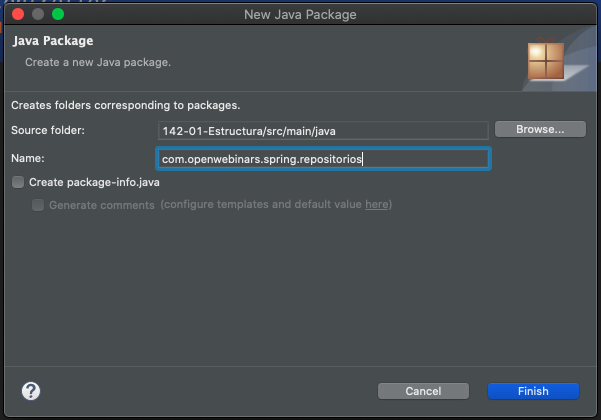 New Java Package
Java Package
Create a new Java package.
Creates folders corresponding to packages.
Source folder: 142-01-Estructura/src/main/java Browse...
Name: com.openwebinars.spring.repositorios
Create package-info.java
Generate comments (configure templates and default value here)
? Cancel Finish